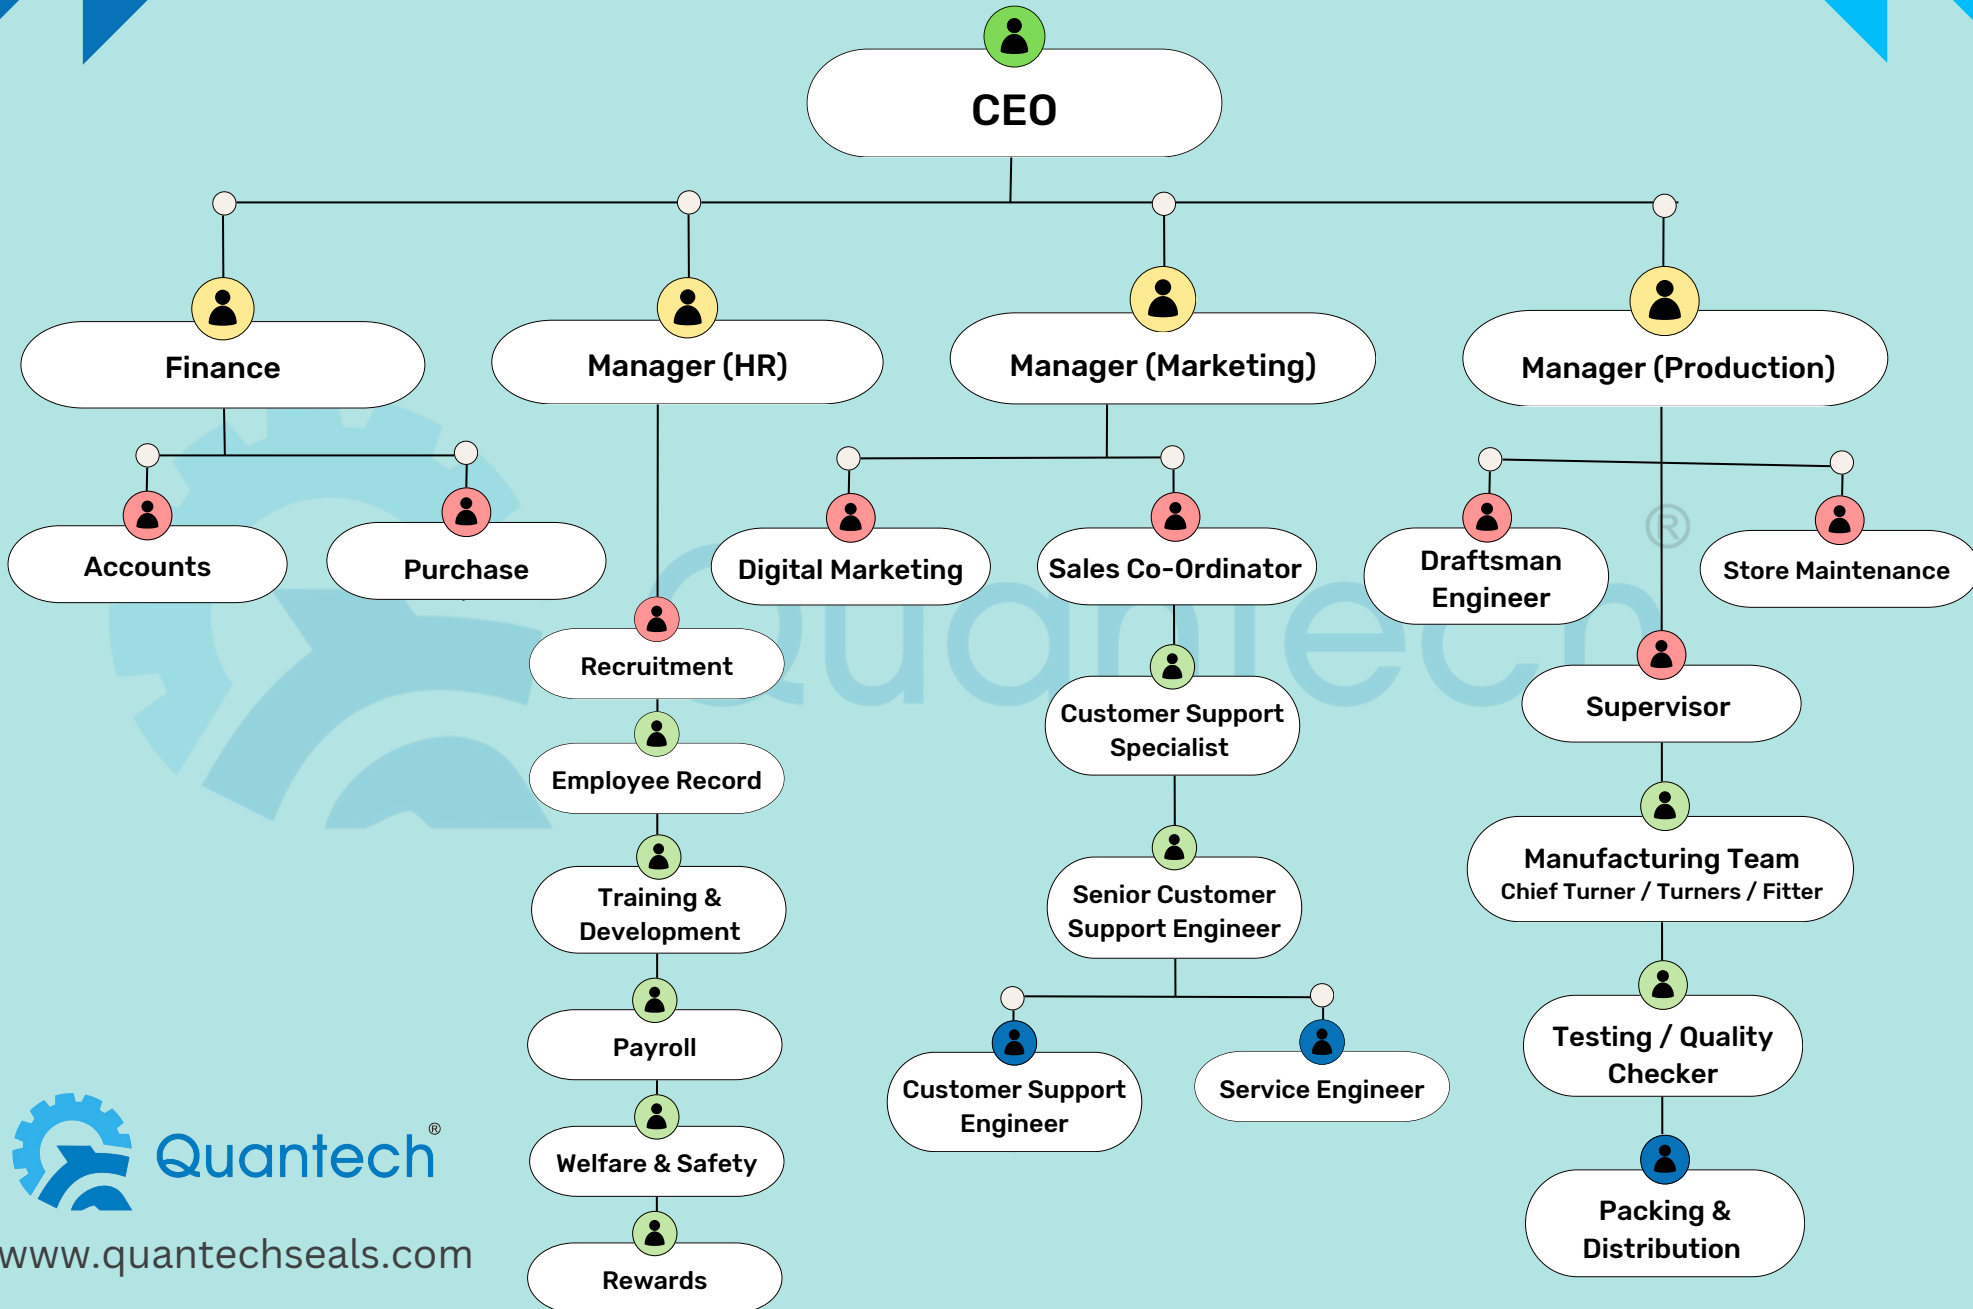 CEO
Finance
Manager (HR)
Manager (Marketing)
Manager (Production)
Accounts
Purchase
Digital Marketing
Sales Co-Ordinator
Draftsman
Engineer
Store Maintenance
Recruitment
Employee Record
Training &
Development
Payroll
Welfare & Safety
Rewards
Customer Support
Specialist
Senior Customer
Support Engineer
Customer Support
Engineer
Service Engineer
Supervisor
Manufacturing Team
Chief Turner / Turners / Fitter
Testing / Quality
Checker
Packing &
Distribution
Quantech®
Quantech®
www.quantechseals.com